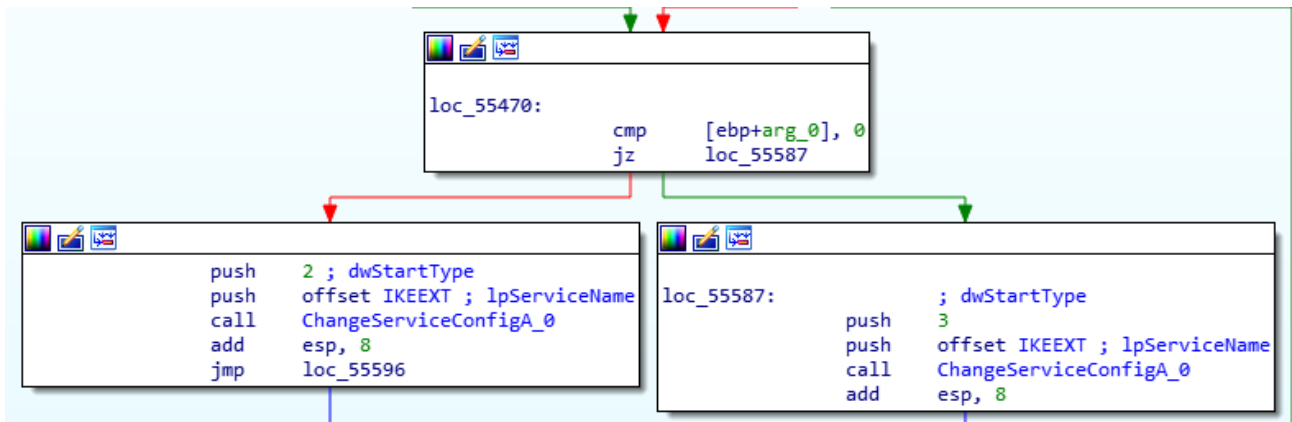 loc_55470:
cmp [ebp+arg_0], 0
jz loc_55587
push 2 ; dwStartType
push offset IKEEXT ; lpServiceName
call ChangeServiceConfigA_0
add esp, 8
jmp loc_55596
loc_55587: ; dwStartType
push 3
push offset IKEEXT ; lpServiceName
call ChangeServiceConfigA_0
add esp, 8